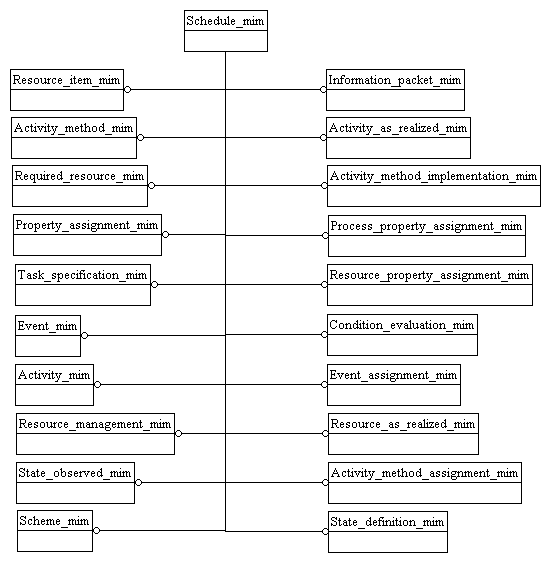 Schedule_mim
Resource_item_mim
Information_packet_mim
Activity_method_mim
Activity_as_realized_mim
Required_resource_mim
Activity_method_implementation_mim
Property_assignment_mim
Process_property_assignment_mim
Task_specification_mim
Resource_property_assignment_mim
Event_mim
Condition_evaluation_mim
Activity_mim
Event_assignment_mim
Resource_management_mim
Resource_as_realized_mim
State_observed_mim
Activity_method_assignment_mim
Scheme_mim
State_definition_mim